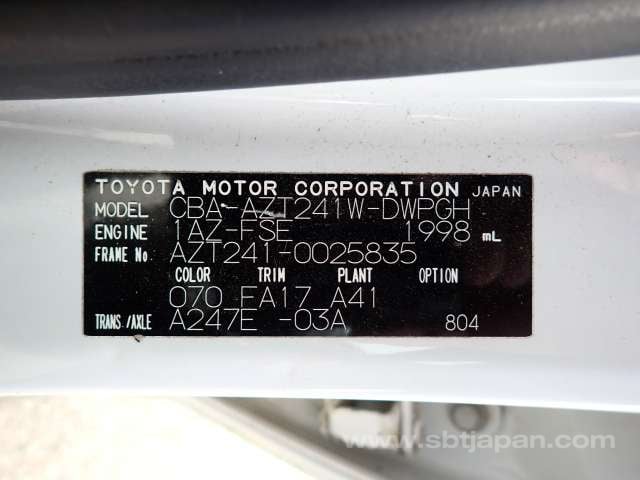 TOYOTA MOTOR CORPORATION JAPAN
MODEL CBA-AZT241W-DWPGH
ENGINE 1AZ-FSE 1998 mL
FRAME No AZT241-0025835
COLOR TRIM PLANT OPTION
070 FA17 A41
TRANS./AXLE A247E -03A 804
www.sbtjapan.com